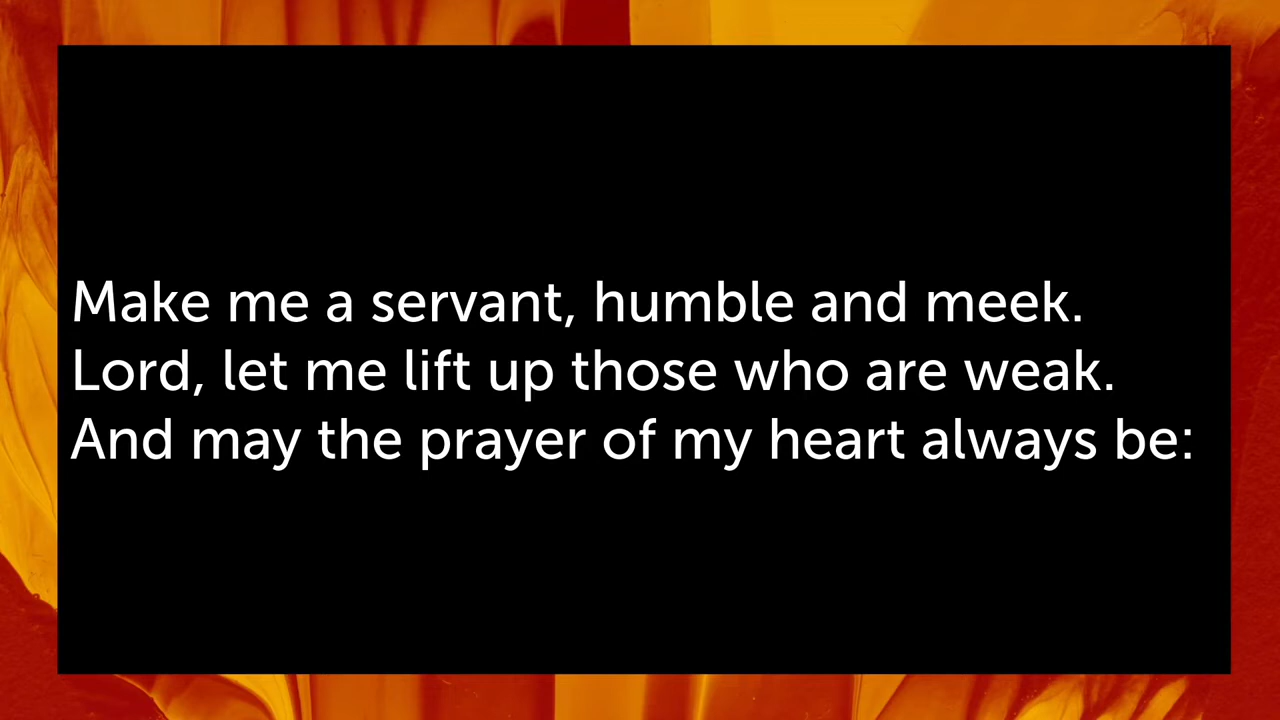 Make me a servant, humble and meek.
Lord, let me lift up those who are weak.
And may the prayer of my heart always be: